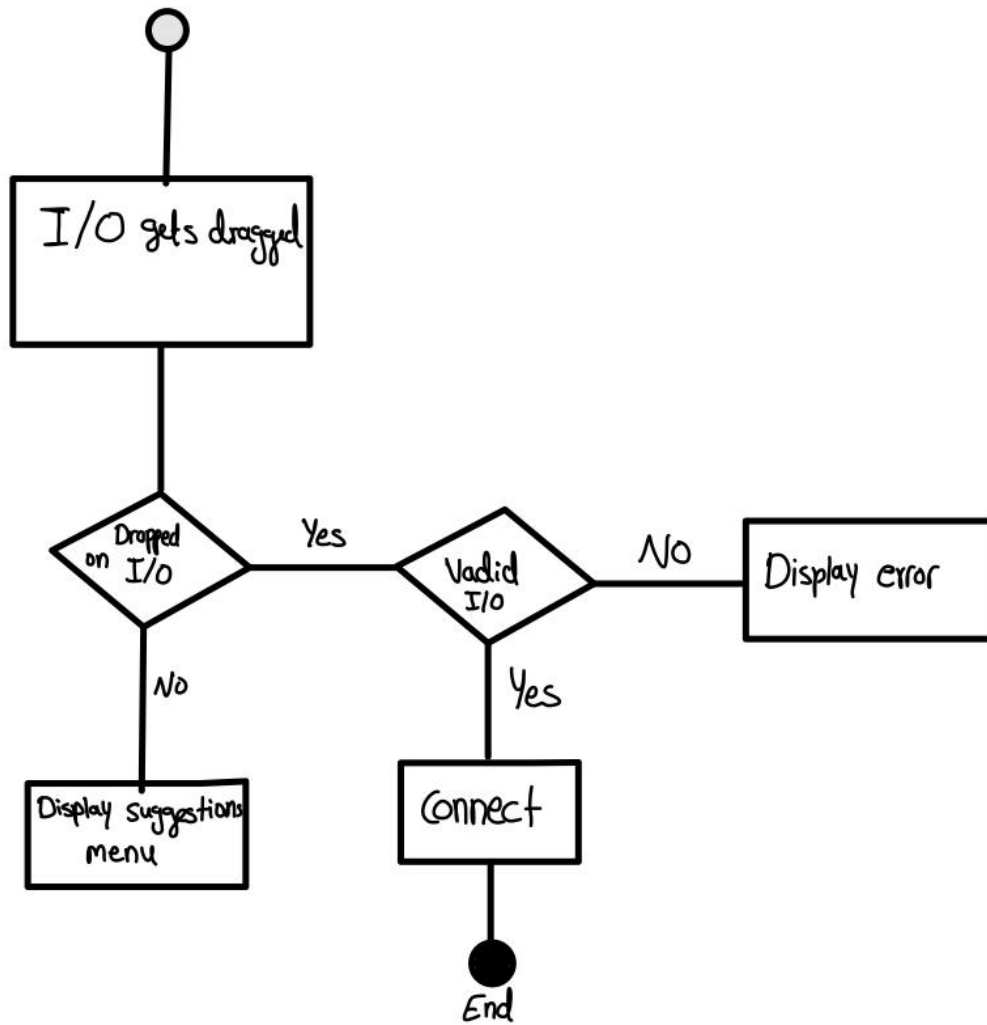 I/O gets dragged
Dropped
on I/O
Yes
Vadid
I/O
No
Display error
No
Yes
Display suggestions
menu
Connect
End